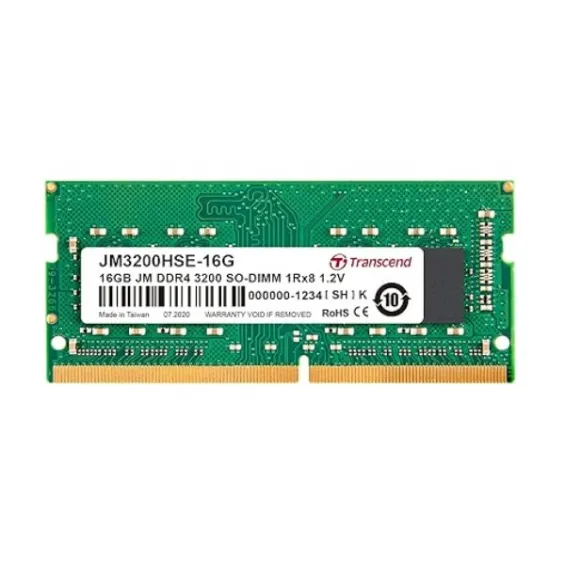 JM3200HSE-16G
Transcend
16GB JM DDR4 3200 SO-DIMM 1Rx8 1.2V
000000-1234 [ SH ] K
10
Made in Taiwan 07.2020 WARRANTY VOID IF REMOVED RoHS CE